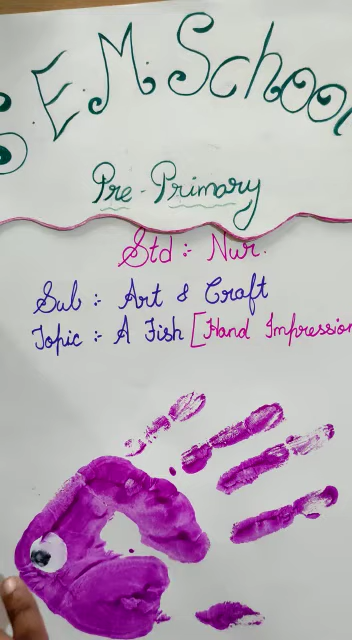 S.E.M. School
Pre-Primary
Std :- Nur.
Sub :- Art & Craft
Topic :- A Fish [Hand Impression